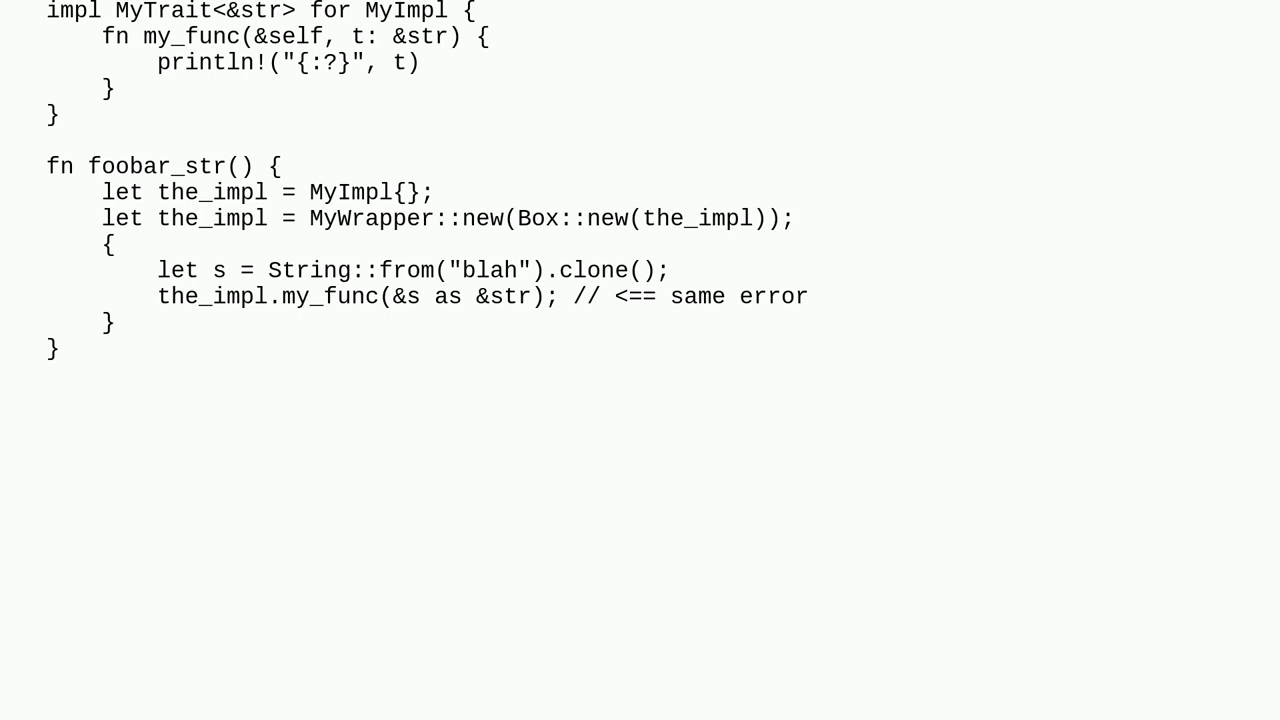 impl MyTrait<&str> for MyImpl {
    fn my_func(&self, t: &str) {
        println!("{:?}", t)
    }
}

fn foobar_str() {
    let the_impl = MyImpl{};
    let the_impl = MyWrapper::new(Box::new(the_impl));
    {
        let s = String::from("blah").clone();
        the_impl.my_func(&s as &str); // <== same error
    }
}